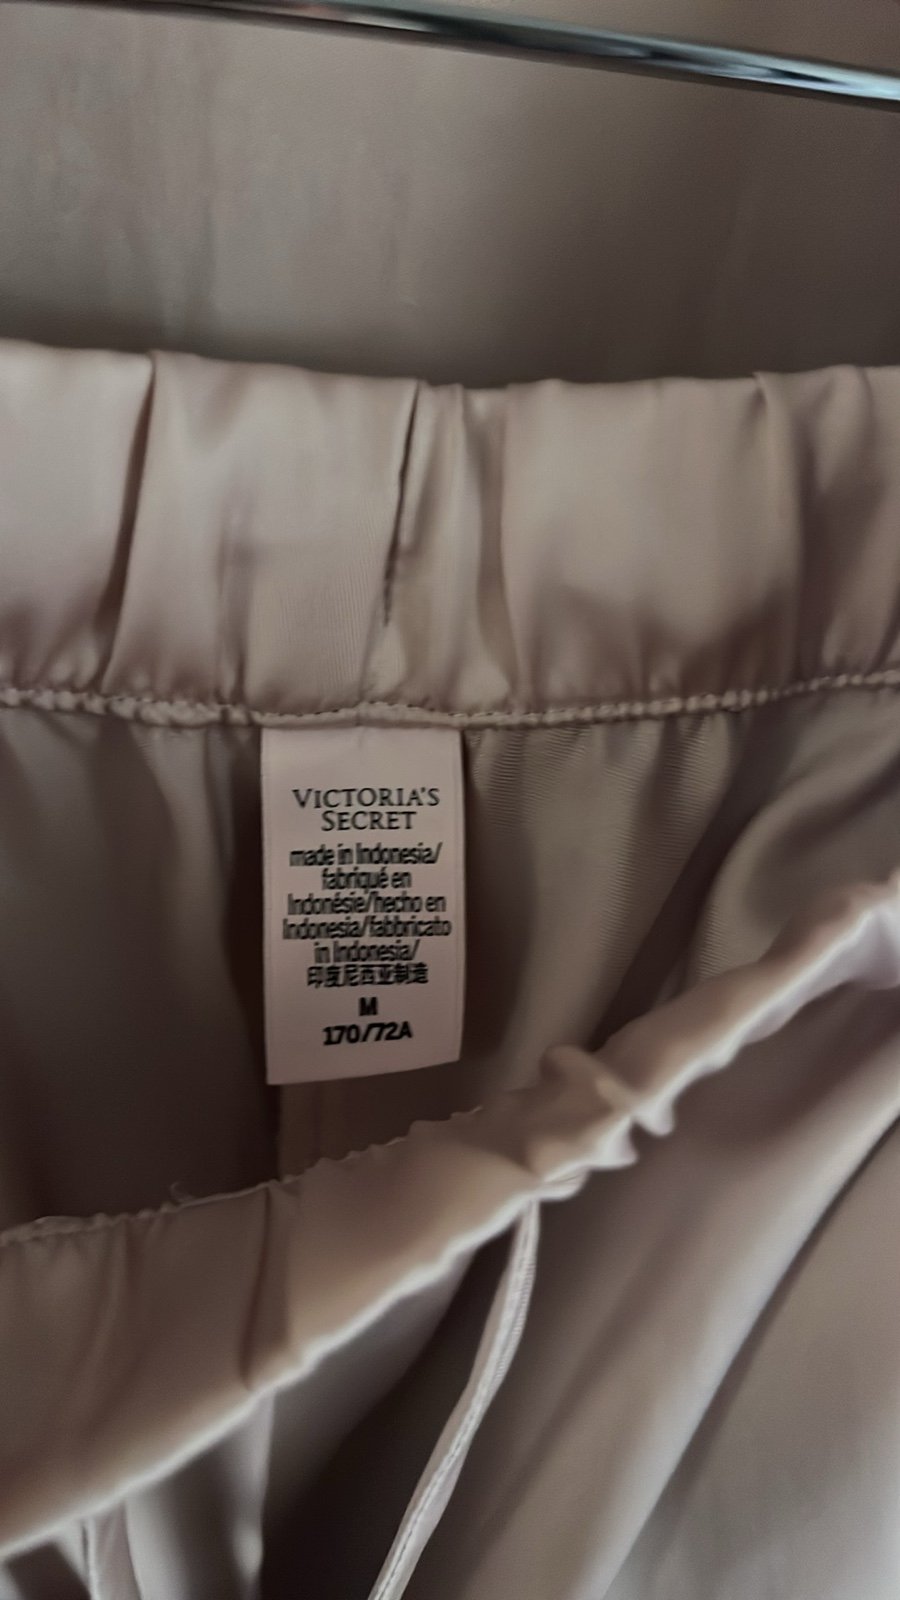 VICTORIA'S
SECRET
made in Indonesia/
fabriqué en
Indonésie/hecho en
Indonesia/fabbricato
in Indonesia/
印度尼西亚制造
M
170/72A